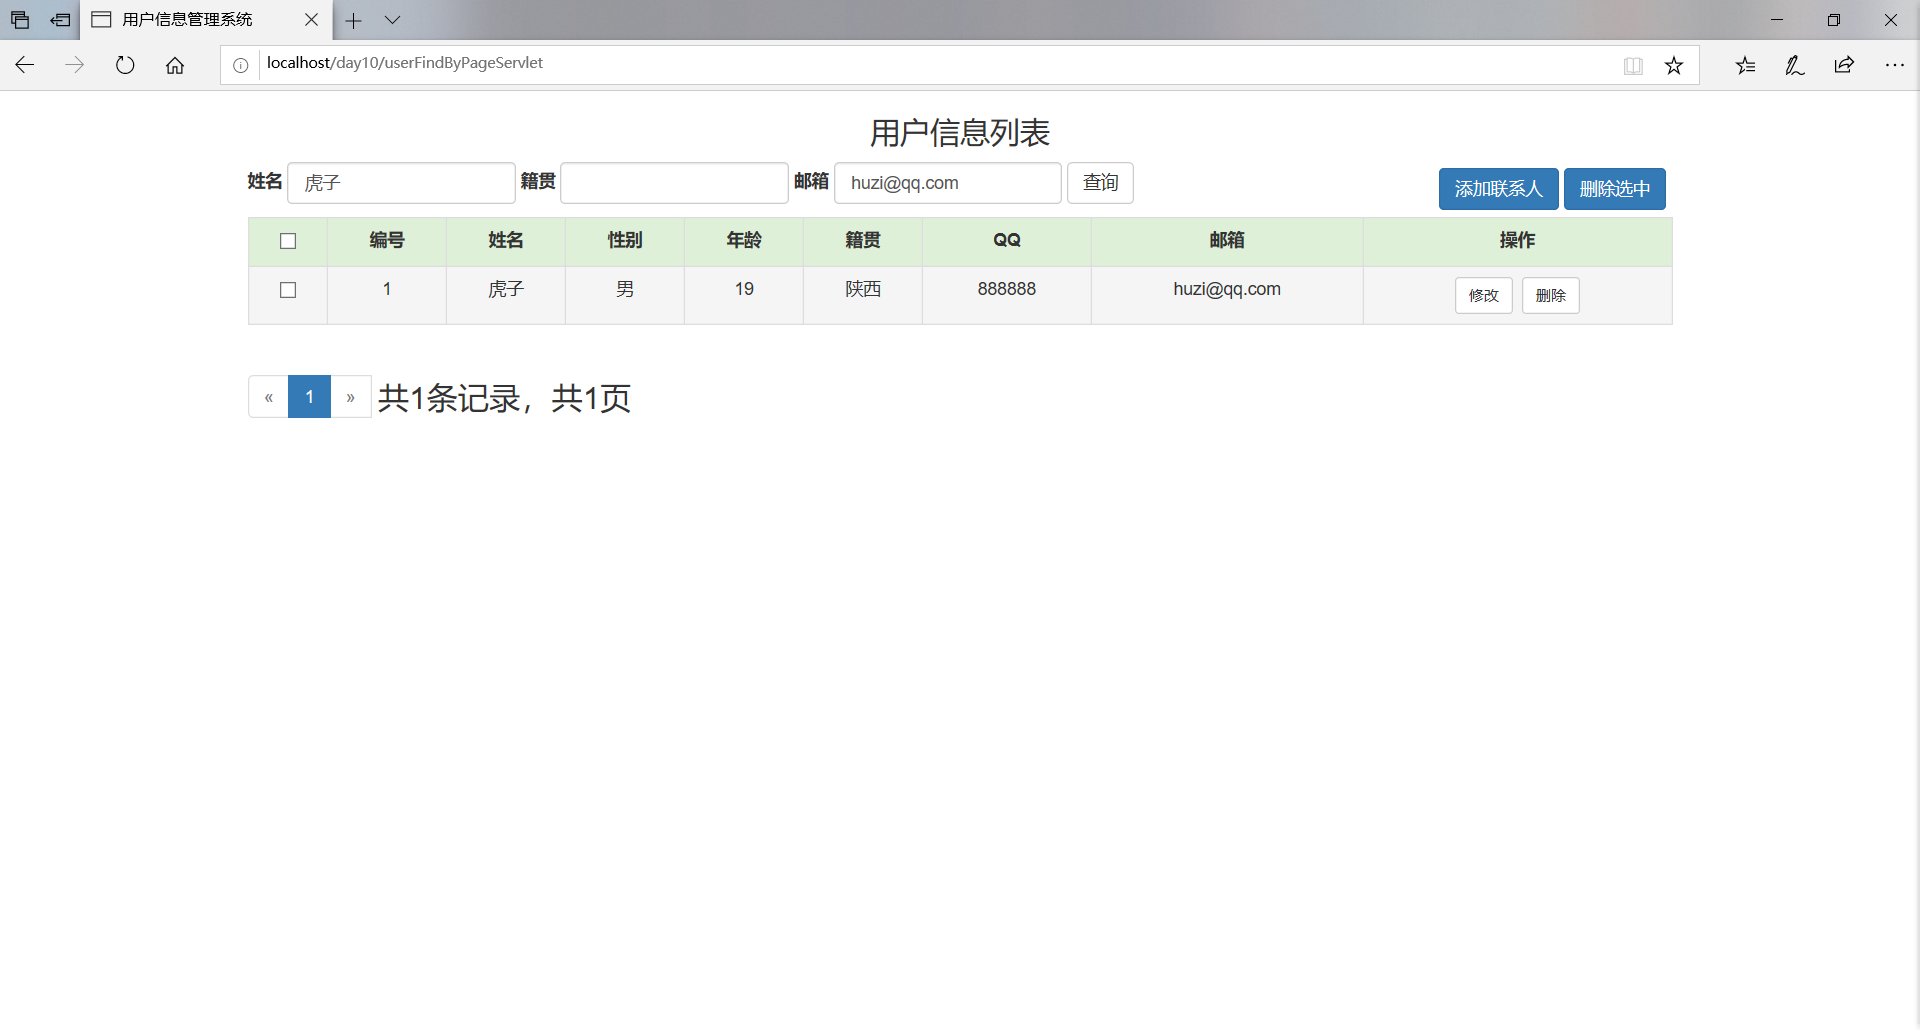 用户信息管理系统
localhost/day10/userFindByPageServlet
用户信息列表
姓名 虎子 籍贯 邮箱 huzi@qq.com 查询 添加联系人 删除选中
编号 姓名 性别 年龄 籍贯 QQ 邮箱 操作
1 虎子 男 19 陕西 888888 huzi@qq.com 修改 删除
« 1 » 共1条记录，共1页